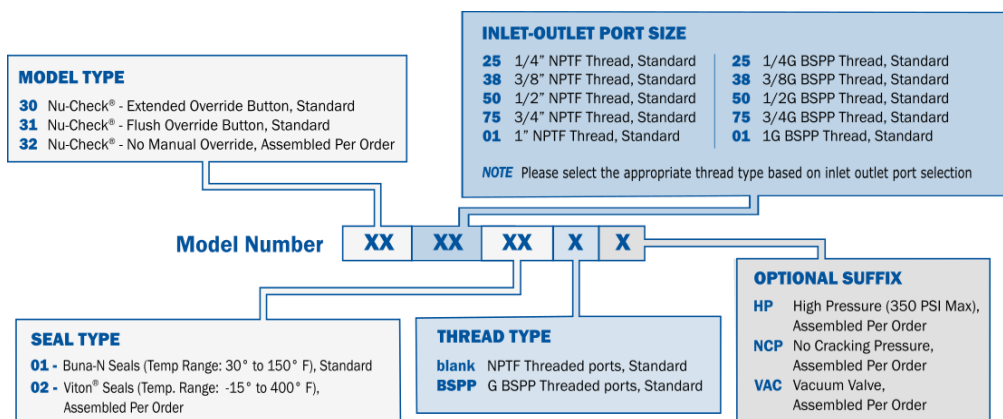 MODEL TYPE
30 Nu-Check® - Extended Override Button, Standard
31 Nu-Check® - Flush Override Button, Standard
32 Nu-Check® - No Manual Override, Assembled Per Order
INLET-OUTLET PORT SIZE
25 1/4” NPTF Thread, Standard
38 3/8” NPTF Thread, Standard
50 1/2” NPTF Thread, Standard
75 3/4” NPTF Thread, Standard
01 1” NPTF Thread, Standard
25 1/4G BSPP Thread, Standard
38 3/8G BSPP Thread, Standard
50 1/2G BSPP Thread, Standard
75 3/4G BSPP Thread, Standard
01 1G BSPP Thread, Standard
NOTE Please select the appropriate thread type based on inlet outlet port selection
Model Number XX XX XX X X
SEAL TYPE
01 - Buna-N Seals (Temp Range: 30° to 150° F), Standard
02 - Viton® Seals (Temp. Range: -15° to 400° F),
Assembled Per Order
THREAD TYPE
blank NPTF Threaded ports, Standard
BSPP G BSPP Threaded ports, Standard
OPTIONAL SUFFIX
HP High Pressure (350 PSI Max),
Assembled Per Order
NCP No Cracking Pressure,
Assembled Per Order
VAC Vacuum Valve,
Assembled Per Order